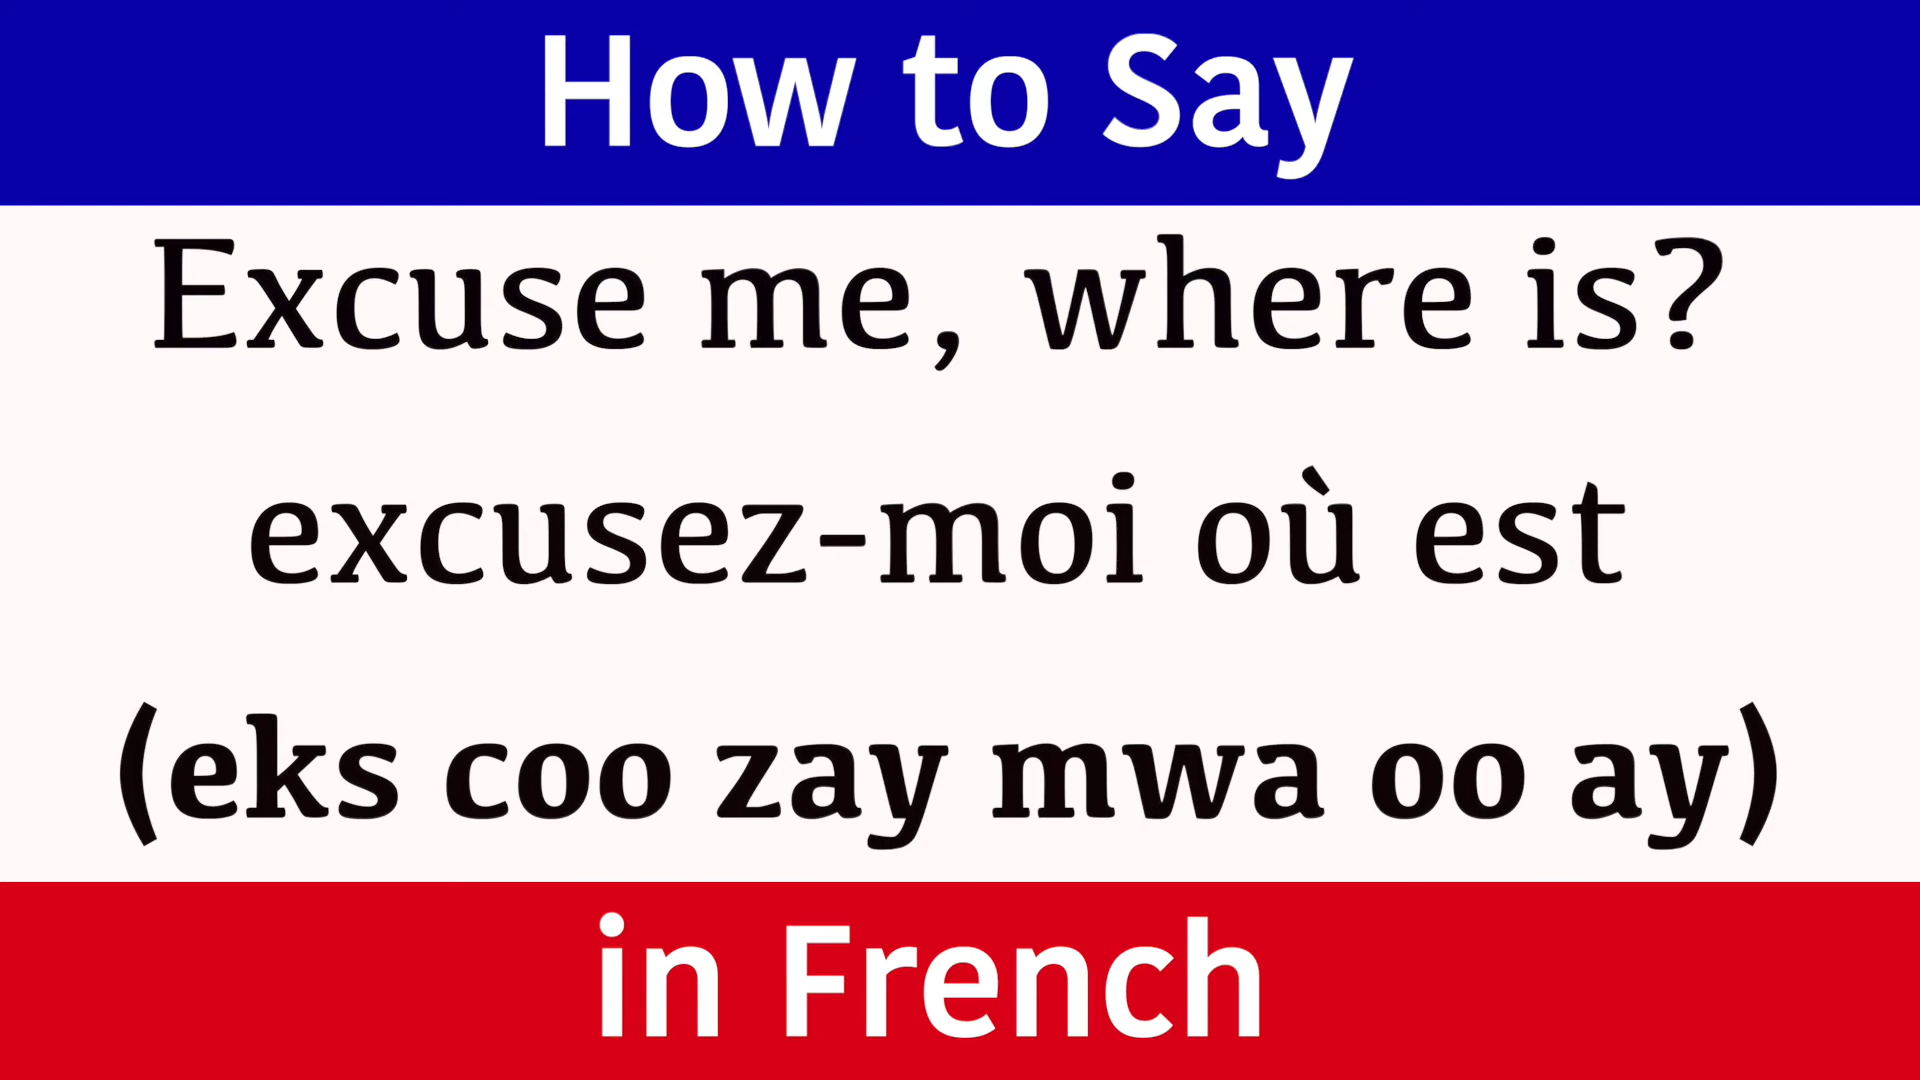 How to Say
Excuse me, where is?
excusez-moi où est
(eks coo zay mwa oo ay)
in French